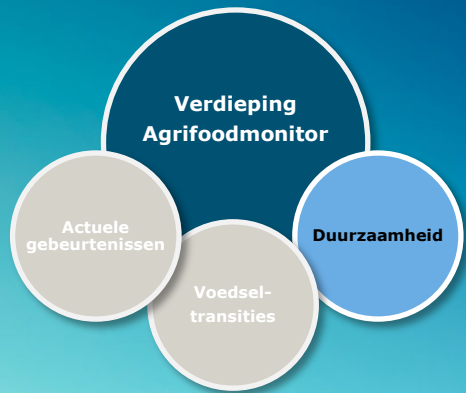 Verdieping
Agrifoodmonitor
Actuele
gebeurtenissen
Duurzaamheid
Voedsel-
transities